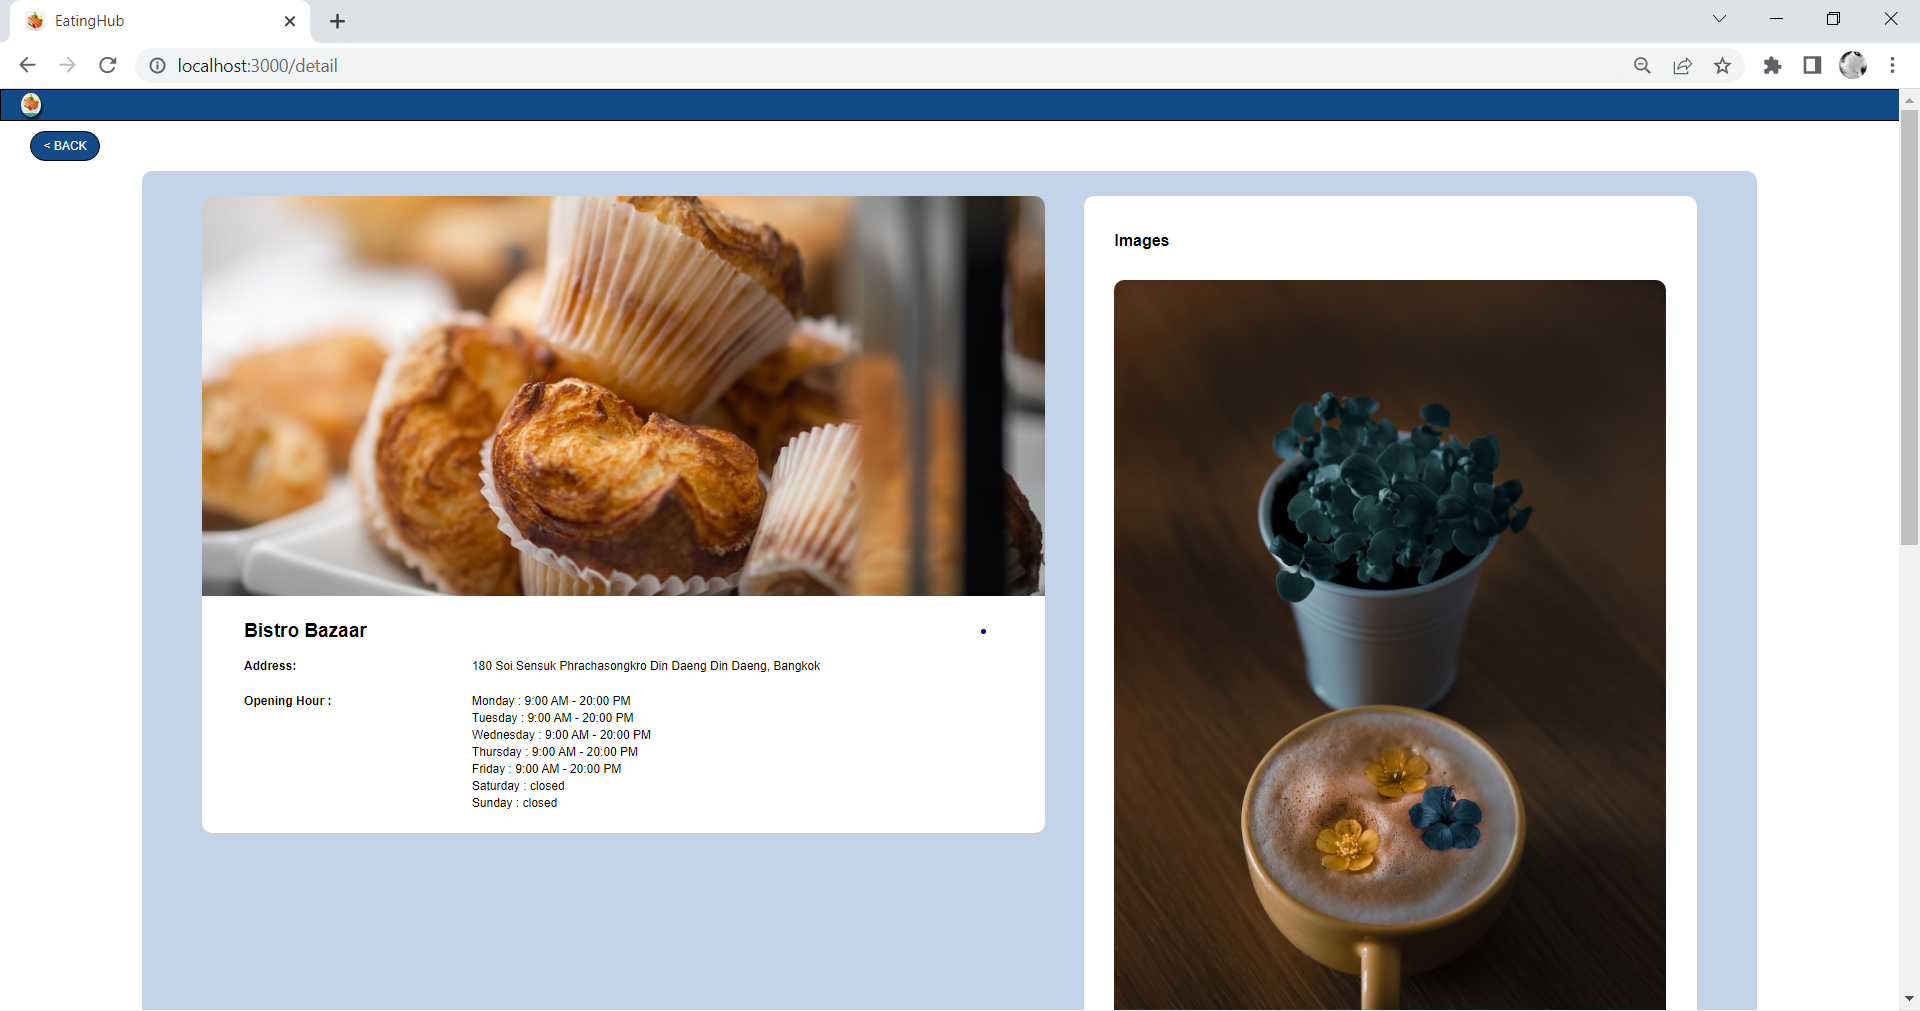 EatingHub
localhost:3000/detail
< BACK
Bistro Bazaar
Address:
180 Soi Sensuk Phrachasongkro Din Daeng Din Daeng, Bangkok
Opening Hour :
Monday : 9:00 AM - 20:00 PM
Tuesday : 9:00 AM - 20:00 PM
Wednesday : 9:00 AM - 20:00 PM
Thursday : 9:00 AM - 20:00 PM
Friday : 9:00 AM - 20:00 PM
Saturday : closed
Sunday : closed
Images